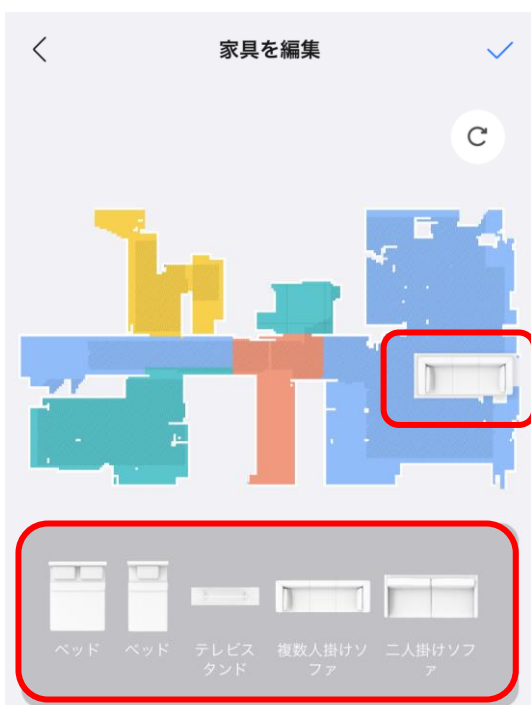 家具を編集
ベッド
ベッド
テレビス
タンド
複数人掛けソ
ファ
二人掛けソフ
ァ